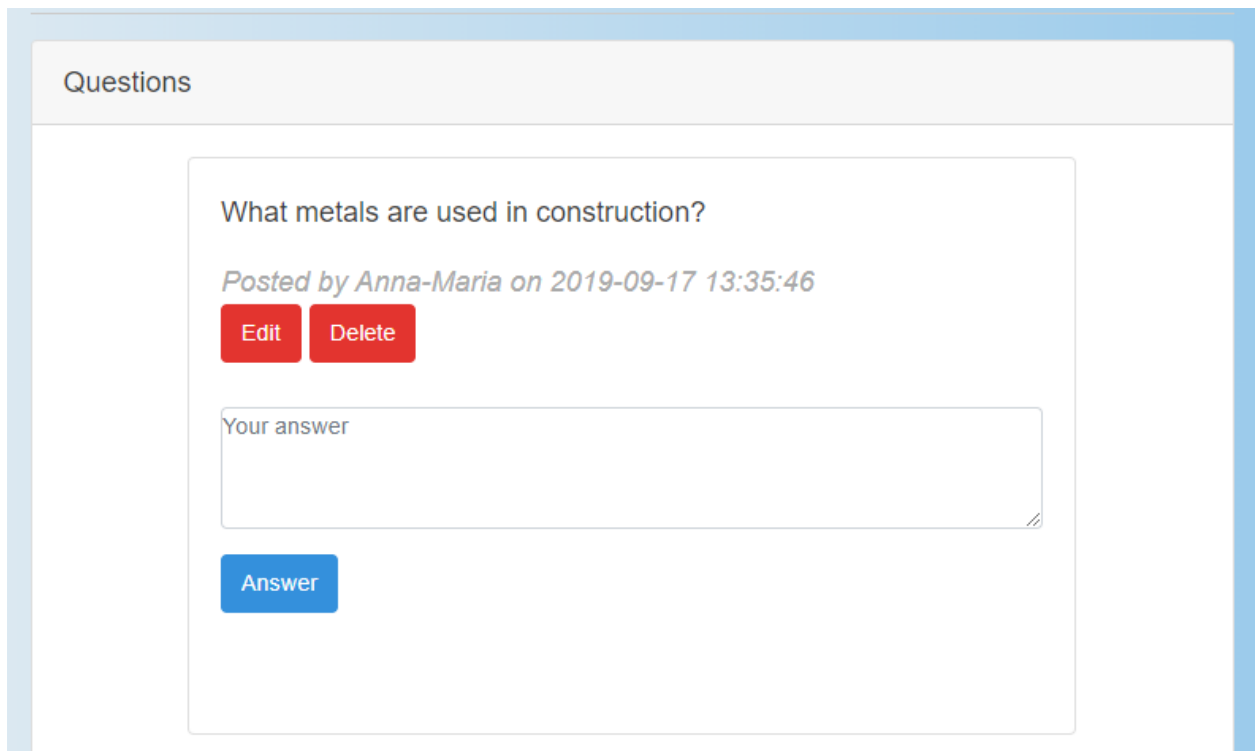 Questions
What metals are used in construction?
Posted by Anna-Maria on 2019-09-17 13:35:46
Edit Delete
Your answer
Answer